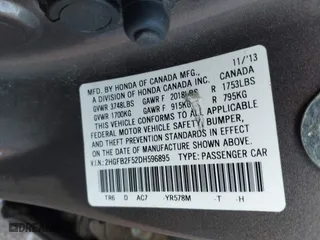 MFD. BY HONDA OF CANADA MFG., 11/'13
A DIVISION OF HONDA CANADA INC. CANADA
GVWR 3748LBS GAWR F 2018LBS R 1753LBS
GVWR 1700KG GAWR F 915KG R 795KG
THIS VEHICLE CONFORMS TO ALL APPLICABLE
FEDERAL MOTOR VEHICLE SAFETY, BUMPER,
AND THEFT PREVENTION STANDARDS IN EFFECT
ON THE DATE OF MANUFACTURE SHOWN ABOVE.
V I N: 2HGFB2F52DH596895 TYPE: PASSENGER CAR
TR6 D AC7 YR578M -T -H